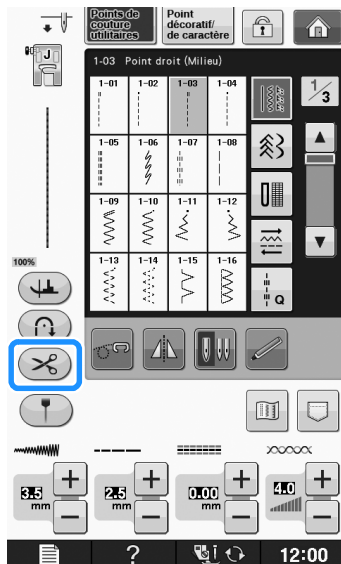 Points de
couture
utilitaires
Point
décoratif/
de caractère
J
1-03 Point droit (Milieu)
1-01 1-02 1-03 1-04
1/3
1-05 1-06 1-07 1-08
1-09 1-10 1-11 1-12
1-13 1-14 1-15 1-16
Q
100%
3.5 mm
2.5 mm
0.00 mm
4.0
+ + + +
− − − −
? 12:00